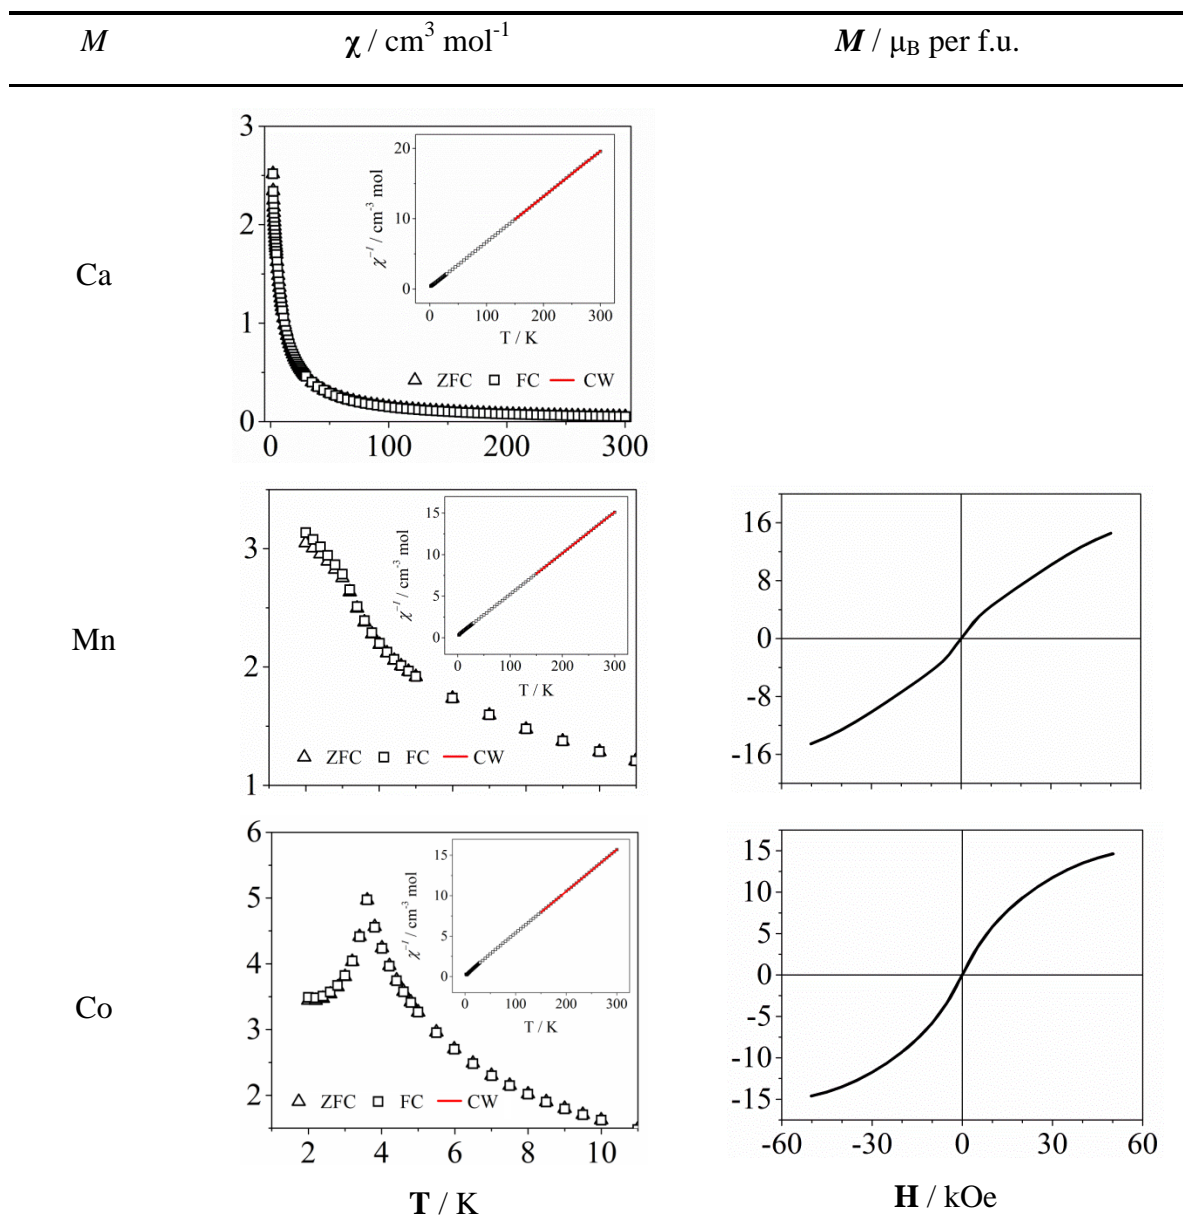 M χ / cm³ mol⁻¹ M / μB per f.u.
Ca
3
2
1
0
0 100 200 300
20
10
0
0 100 200 300
χ⁻¹ / cm⁻³ mol
T / K
ZFC FC CW
Mn
3
2
1
15
10
5
0
0 100 200 300
χ⁻¹ / cm⁻³ mol
T / K
ZFC FC CW
16
8
0
-8
-16
Co
6
5
4
3
2
2 4 6 8 10
15
10
5
0
0 100 200 300
χ⁻¹ / cm⁻³ mol
T / K
ZFC FC CW
T / K
15
10
5
0
-5
-10
-15
-60 -30 0 30 60
H / kOe